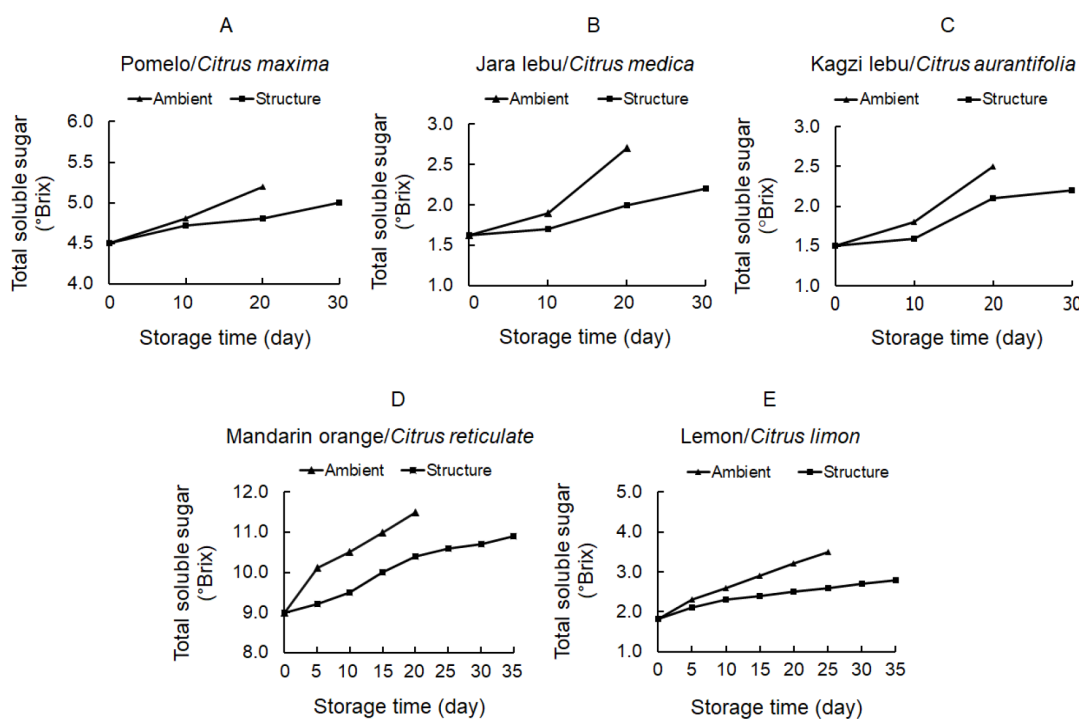 A
Pomelo/Citrus maxima
Ambient Structure
Total soluble sugar
(°Brix)
6.0
5.5
5.0
4.5
4.0
0 10 20 30
Storage time (day)
B
Jara lebu/Citrus medica
Ambient Structure
Total soluble sugar
(°Brix)
3.0
2.5
2.0
1.5
1.0
0 10 20 30
Storage time (day)
C
Kagzi lebu/Citrus aurantifolia
Ambient Structure
Total soluble sugar
(°Brix)
3.0
2.5
2.0
1.5
1.0
0 10 20 30
Storage time (day)
D
Mandarin orange/Citrus reticulate
Ambient Structure
Total soluble sugar
(°Brix)
12.0
11.0
10.0
9.0
8.0
0 5 10 15 20 25 30 35
Storage time (day)
E
Lemon/Citrus limon
Ambient Structure
Total soluble sugar
(°Brix)
5.0
4.0
3.0
2.0
1.0
0 5 10 15 20 25 30 35
Storage time (day)